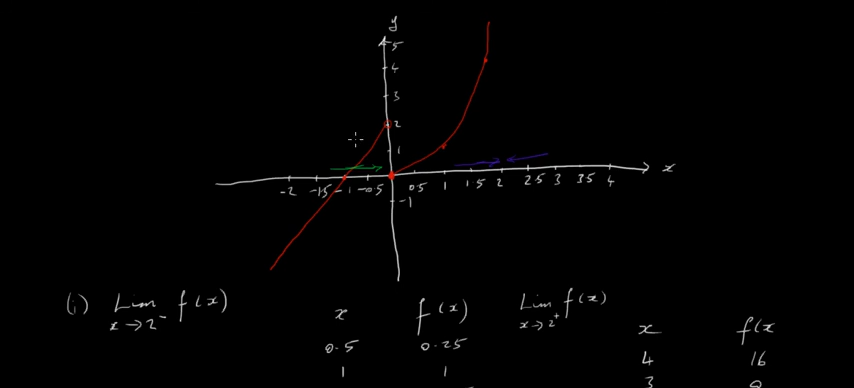 y
5
4
3
2
1
-2 -1.5 -1 -0.5 0.5 1 1.5 2 2.5 3 3.5 4 x
-1
(i) Lim f(x) x→2⁻
x f(x)
0.5 0.25
1 1
Lim f(x) x→2⁺
x f(x
4 16
3